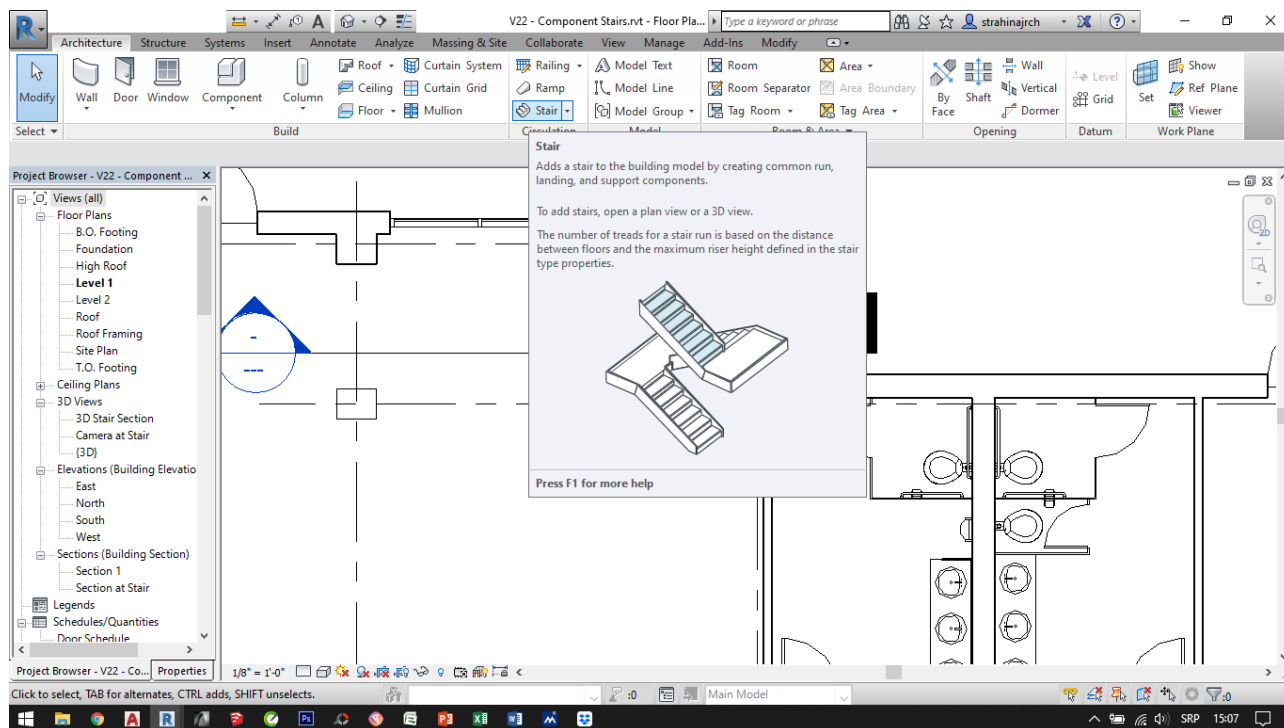 V22 - Component Stairs.rvt - Floor Pla...
Type a keyword or phrase
strahinajrch
Architecture Structure Systems Insert Annotate Analyze Massing & Site Collaborate View Manage Add-Ins Modify
Modify
Wall
Door
Window
Component
Column
Roof
Ceiling
Floor
Curtain System
Curtain Grid
Mullion
Railing
Ramp
Stair
Model Text
Model Line
Model Group
Room
Room Separator
Tag Room
Area
Area Boundary
Tag Area
By
Face
Shaft
Wall
Vertical
Dormer
Level
Grid
Set
Show
Ref Plane
Viewer
Select
Build
Circulation
Model
Room & Area
Opening
Datum
Work Plane
Project Browser - V22 - Component ...
Views (all)
Floor Plans
B.O. Footing
Foundation
High Roof
Level 1
Level 2
Roof
Roof Framing
Site Plan
T.O. Footing
Ceiling Plans
3D Views
3D Stair Section
Camera at Stair
{3D}
Elevations (Building Elevatio
East
North
South
West
Sections (Building Section)
Section 1
Section at Stair
Legends
Schedules/Quantities
Door Schedule
Project Browser - V22 - Co...
Properties
Stair
Adds a stair to the building model by creating common run,
landing, and support components.
To add stairs, open a plan view or a 3D view.
The number of treads for a stair run is based on the distance
between floors and the maximum riser height defined in the stair
type properties.
Press F1 for more help
2D
1/8" = 1'-0"
Click to select, TAB for alternates, CTRL adds, SHIFT unselects.
:0
Main Model
:0
SRP
15:07